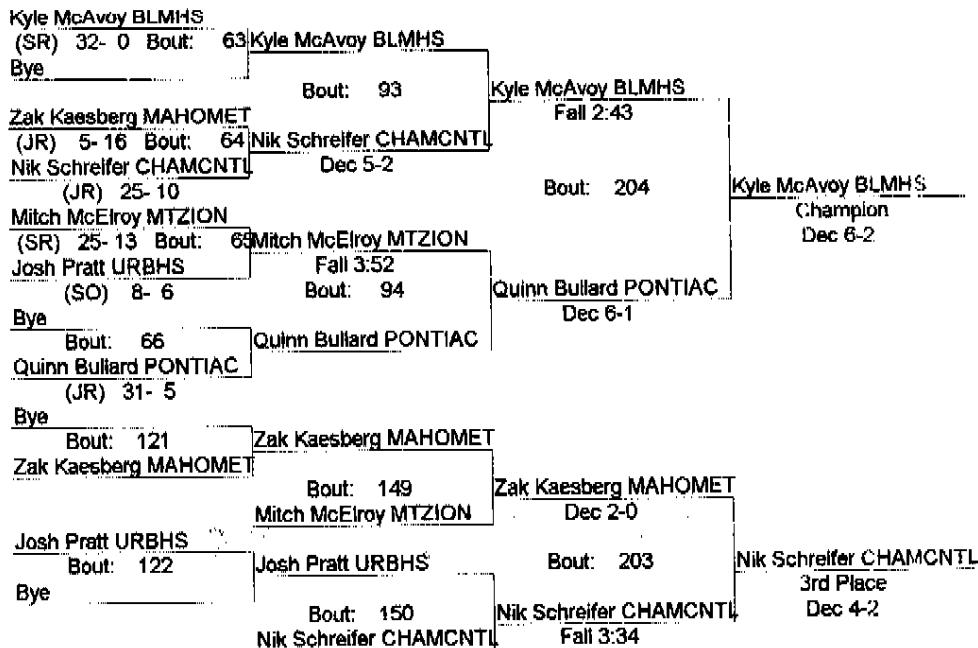 Kyle McAvoy BLMHS
(SR) 32- 0 Bout: 63 Kyle McAvoy BLMHS
Bye
Bout: 93 Kyle McAvoy BLMHS
Fall 2:43
Zak Kaesberg MAHOMET
(JR) 5- 16 Bout: 64 Nik Schreifer CHAMCNTL
Nik Schreifer CHAMCNTL Dec 5-2
(JR) 25- 10
Bout: 204 Kyle McAvoy BLMHS
Champion
Dec 6-2
Mitch McElroy MTZION
(SR) 25- 13 Bout: 65 Mitch McElroy MTZION
Josh Pratt URBHS Fall 3:52
(SO) 8- 6
Bout: 94 Quinn Bullard PONTIAC
Dec 6-1
Bye
Bout: 66 Quinn Bullard PONTIAC
Quinn Bullard PONTIAC
(JR) 31- 5
Bye
Bout: 121 Zak Kaesberg MAHOMET
Zak Kaesberg MAHOMET
Bout: 149 Zak Kaesberg MAHOMET
Mitch McElroy MTZION Dec 2-0
Josh Pratt URBHS
Bout: 122 Josh Pratt URBHS
Bye
Bout: 203 Nik Schreifer CHAMCNTL
3rd Place
Dec 4-2
Bout: 150 Nik Schreifer CHAMCNTL
Nik Schreifer CHAMCNTL Fall 3:34